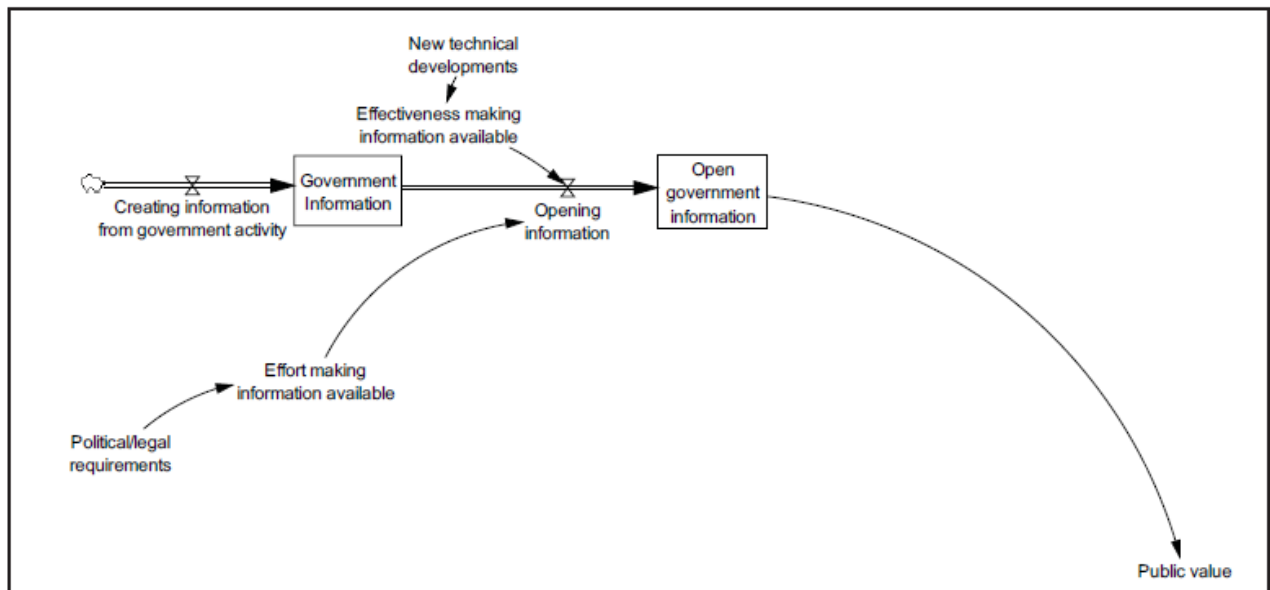 New technical
developments
Effectiveness making
information available
Government
Information
Open
government
information
Creating information
from government activity
Opening
information
Effort making
information available
Political/legal
requirements
Public value